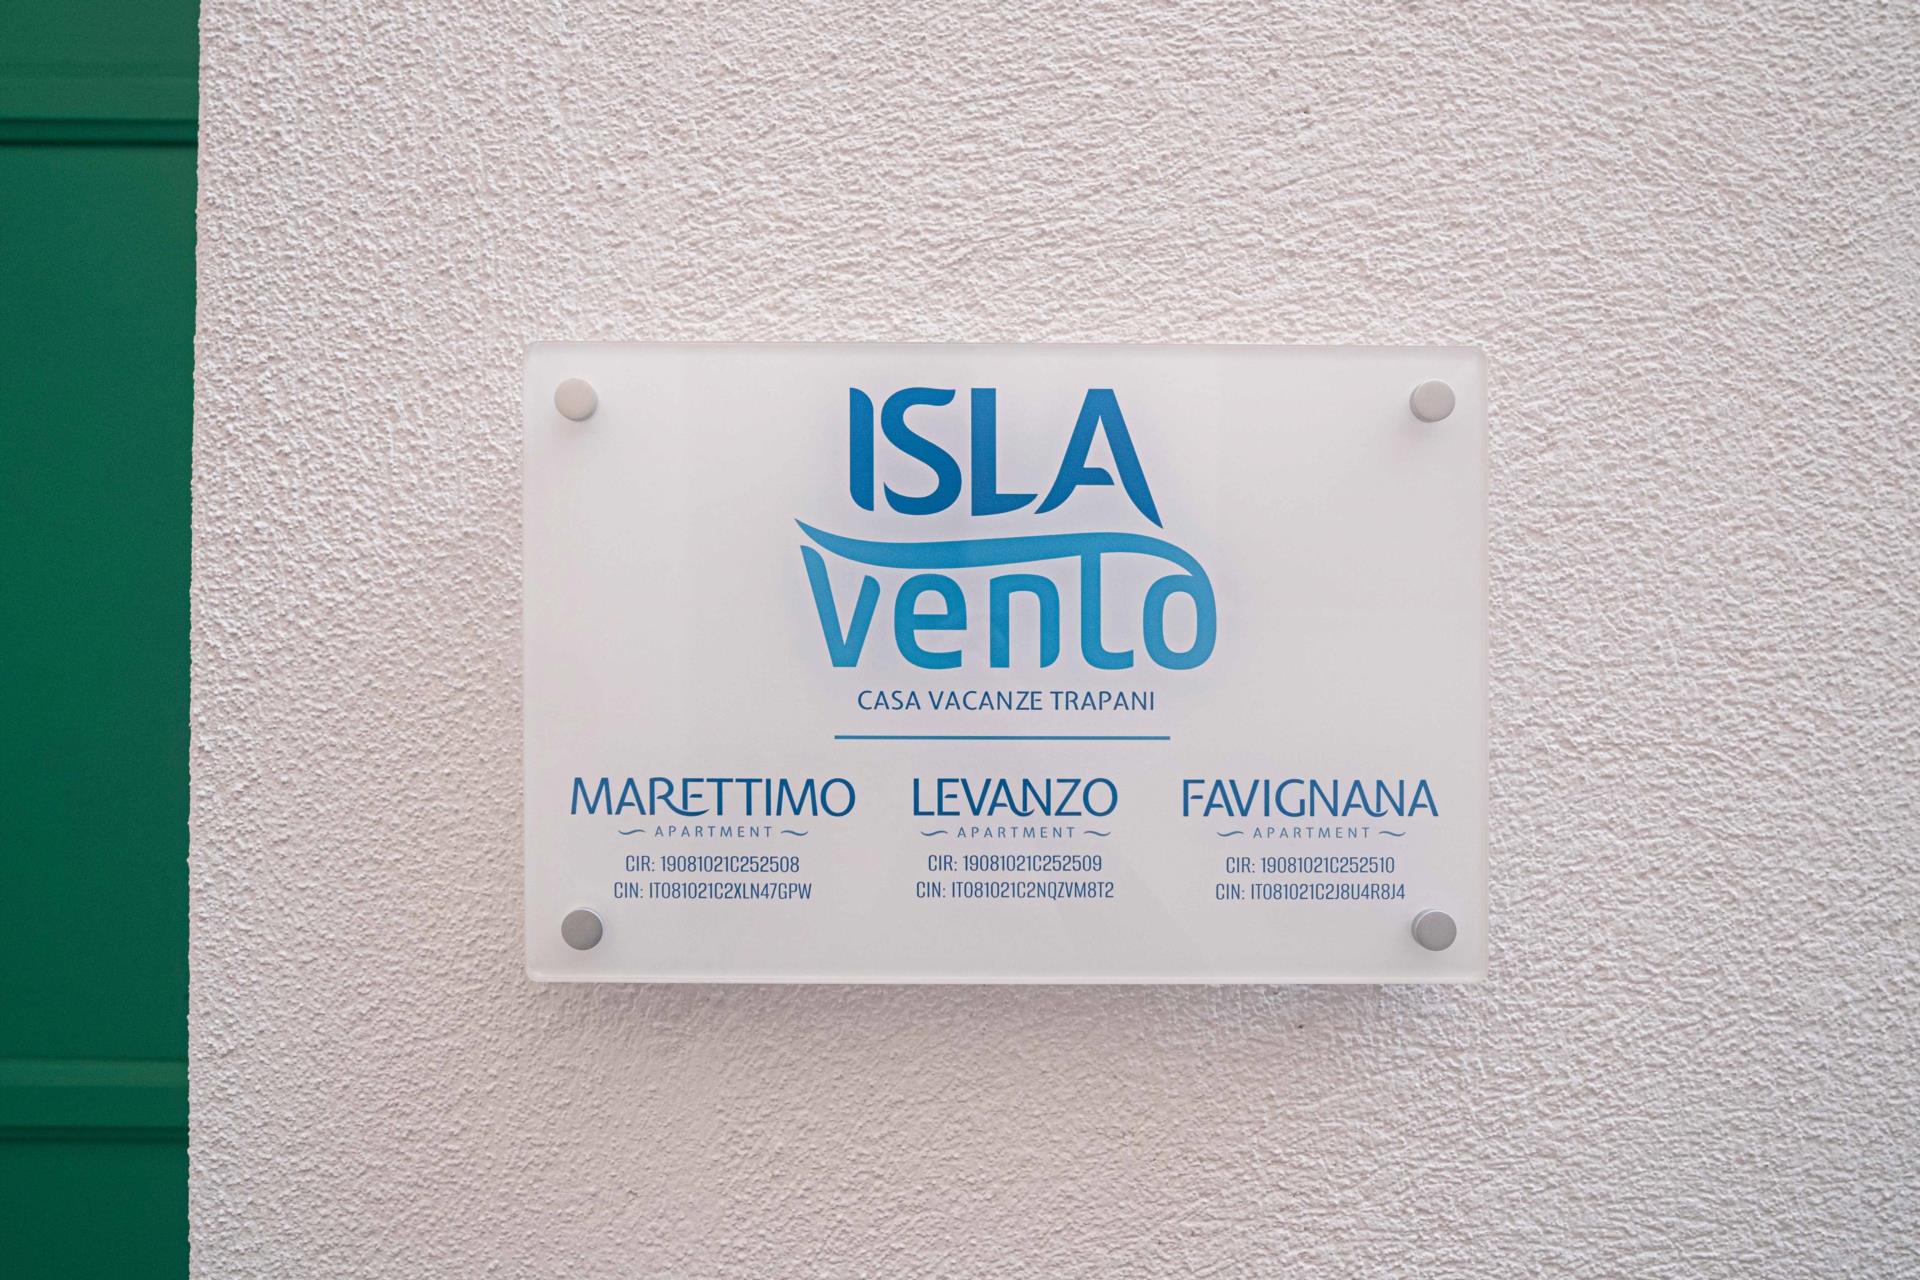 ISLA
vento
CASA VACANZE TRAPANI
MARETTIMO
APARTMENT
CIR: 19081021C252508
CIN: IT081021C2XLN47GPW
LEVANZO
APARTMENT
CIR: 19081021C252509
CIN: IT081021C2NQZVM8T2
FAVIGNANA
APARTMENT
CIR: 19081021C252510
CIN: IT081021C2J8U4R8J4